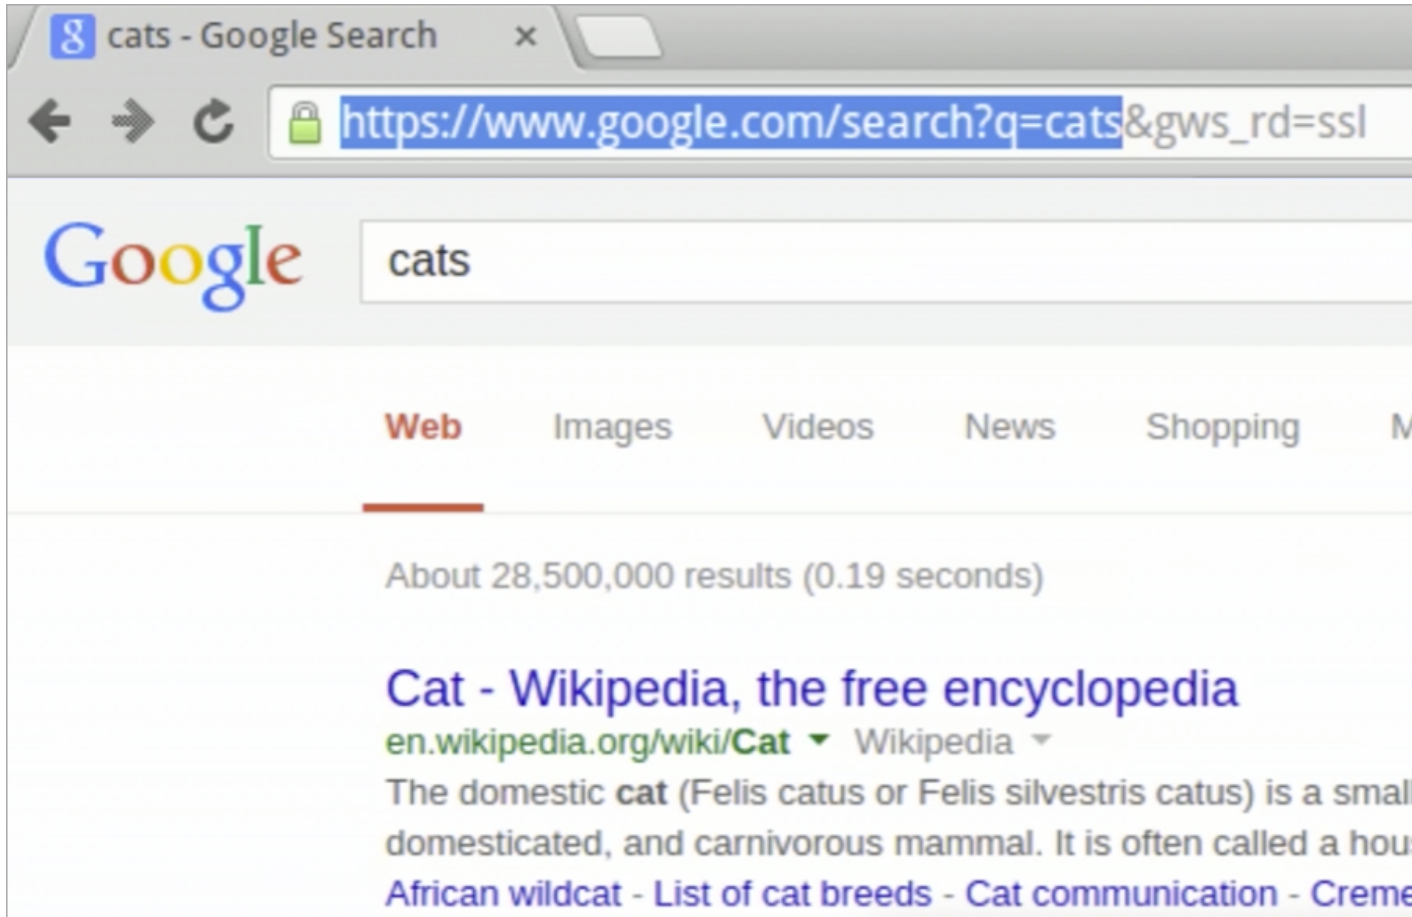 cats - Google Search
https://www.google.com/search?q=cats&gws_rd=ssl
Google
cats
Web Images Videos News Shopping M
About 28,500,000 results (0.19 seconds)
Cat - Wikipedia, the free encyclopedia
en.wikipedia.org/wiki/Cat Wikipedia
The domestic cat (Felis catus or Felis silvestris catus) is a small
domesticated, and carnivorous mammal. It is often called a hou
African wildcat - List of cat breeds - Cat communication - Creme